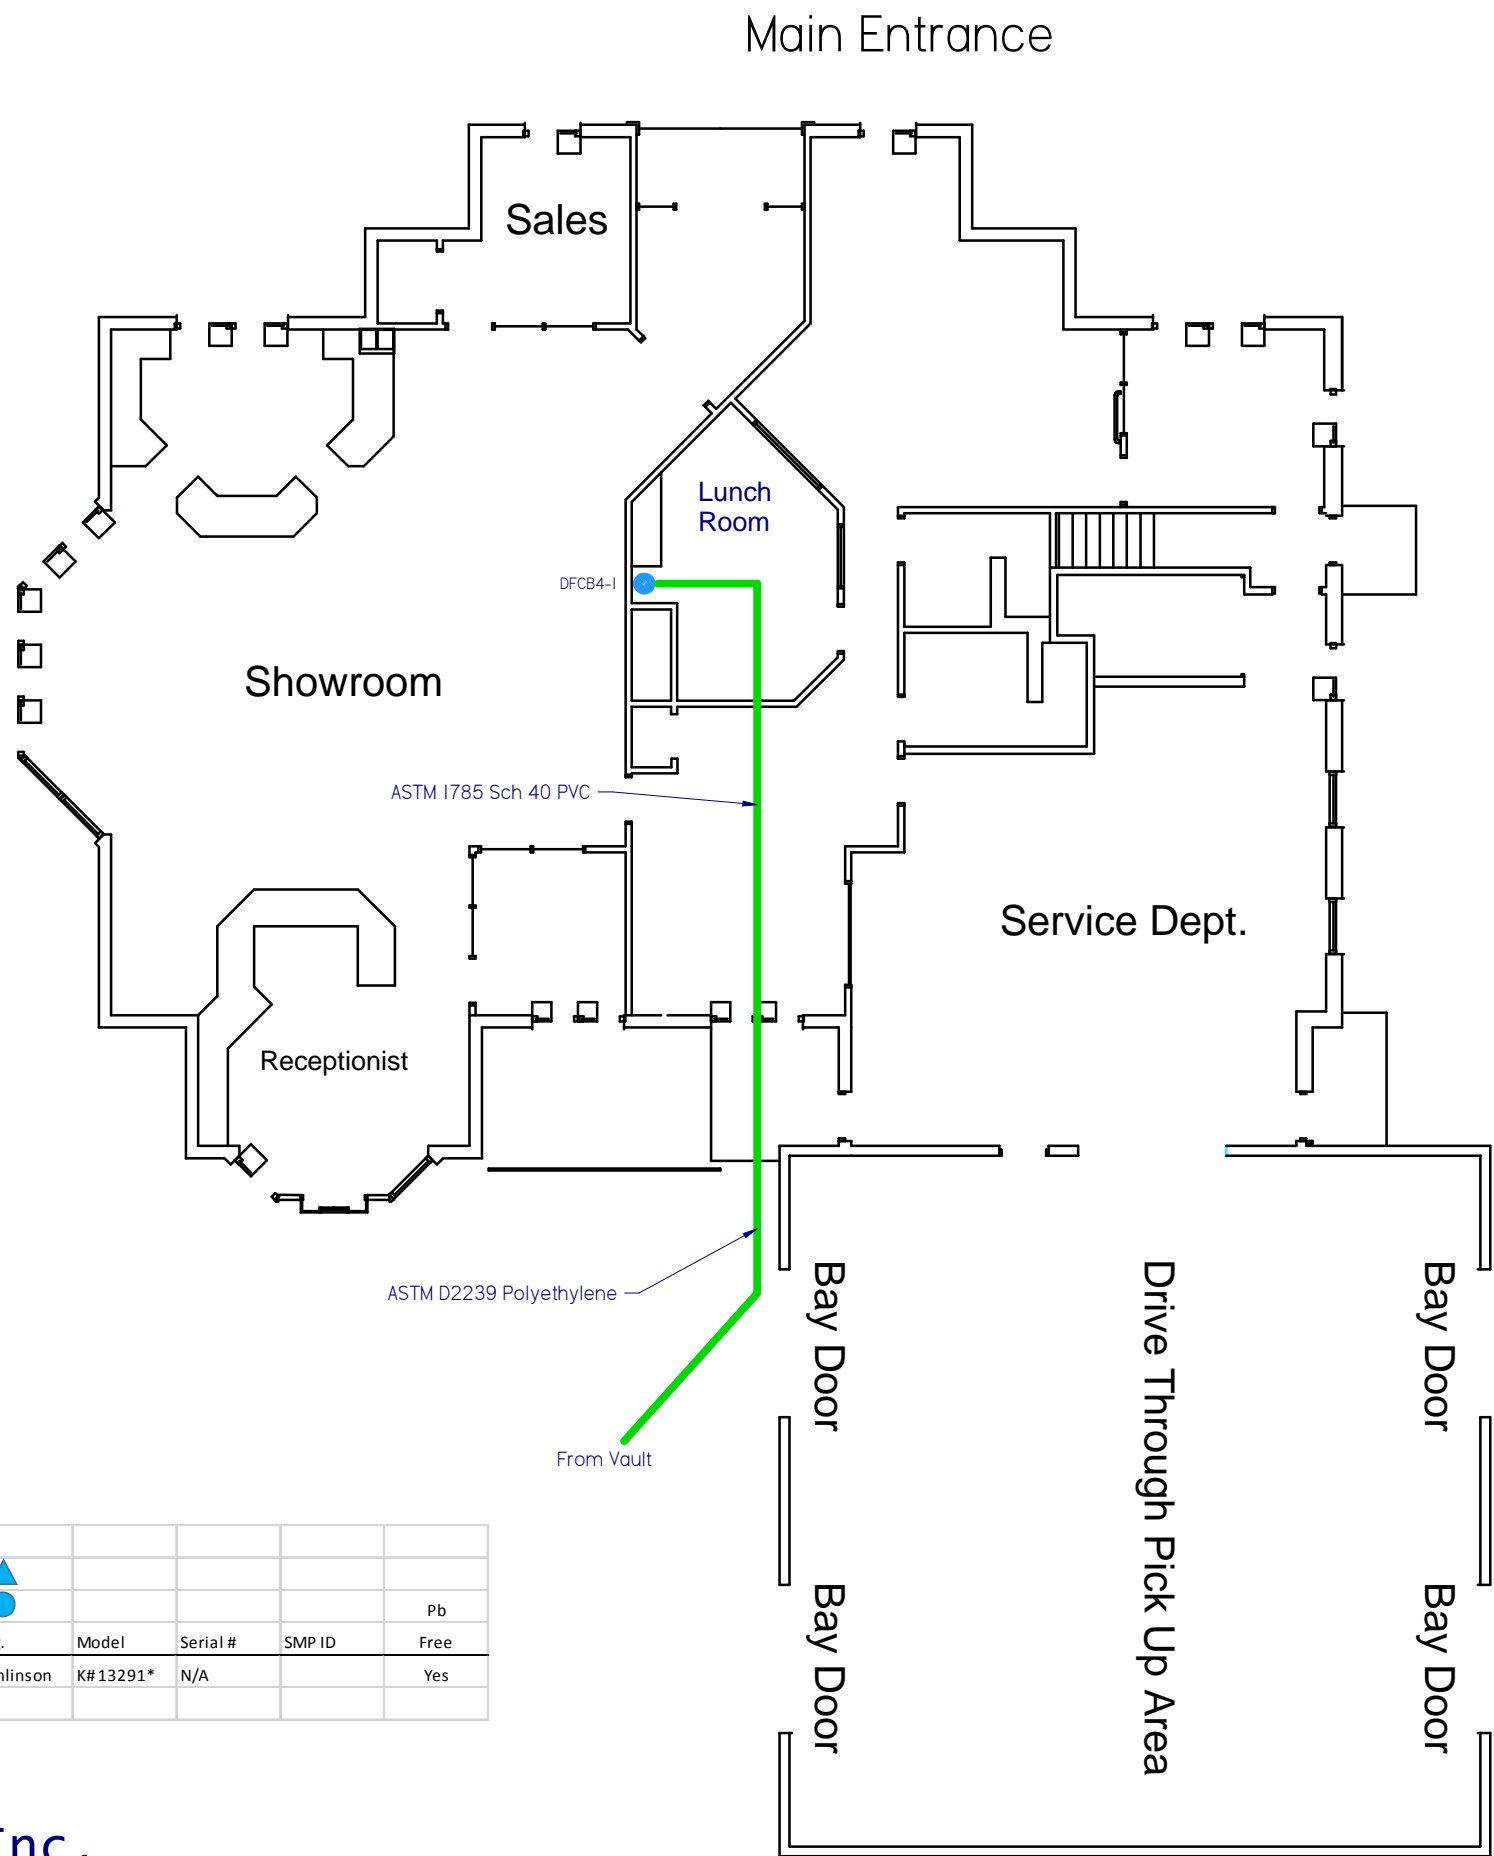 Main Entrance
Sales
Lunch
Room
DFCB4-1
Showroom
ASTM 1785 Sch 40 PVC
Service Dept.
Receptionist
ASTM D2239 Polyethylene
From Vault
Bay Door
Drive Through Pick Up Area
Bay Door
Bay Door
Bay Door
Pb
Model Serial # SMP ID Free
K#13291* N/A Yes
Inc.